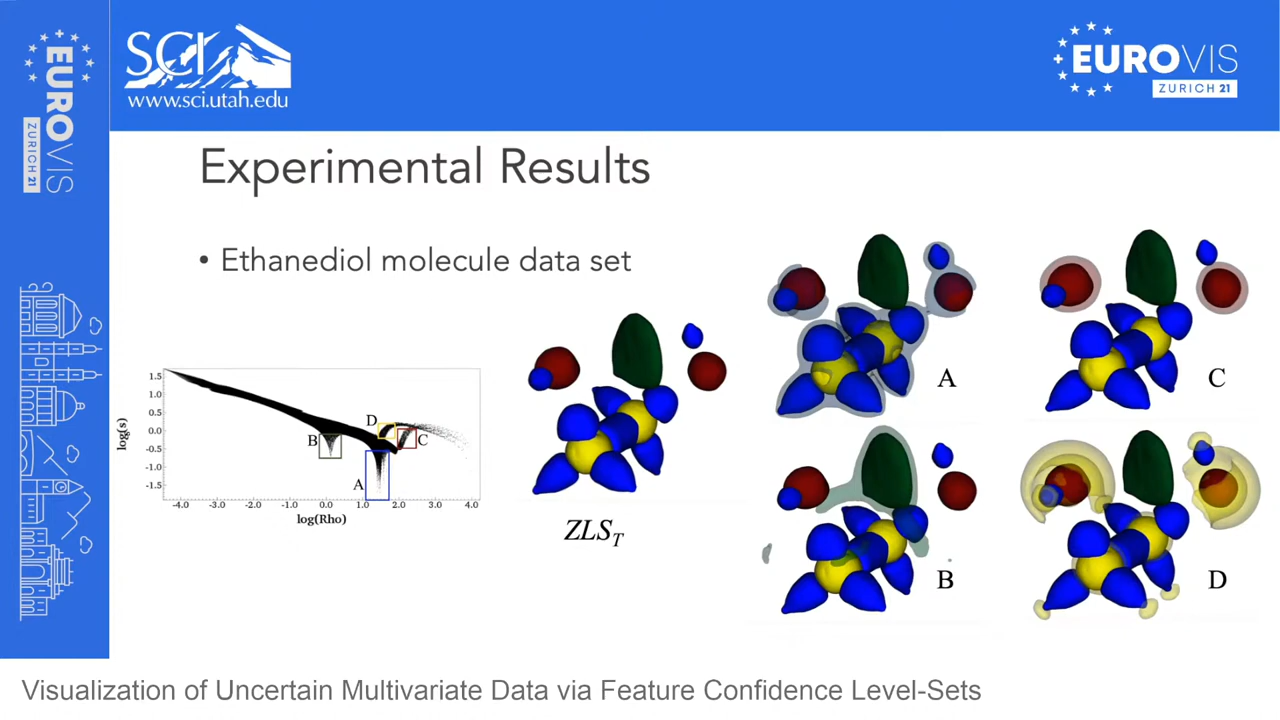 SCI
www.sci.utah.edu
EUROVIS
ZURICH 21
EUROVIS
ZURICH 21
Experimental Results
• Ethanediol molecule data set
log(s)
1.5
1.0
0.5
0.0
-0.5
-1.0
-1.5
D
B
C
A
-4.0 -3.0 -2.0 -1.0 0.0 1.0 2.0 3.0 4.0
log(Rho)
ZLS_T
A
C
B
D
Visualization of Uncertain Multivariate Data via Feature Confidence Level-Sets